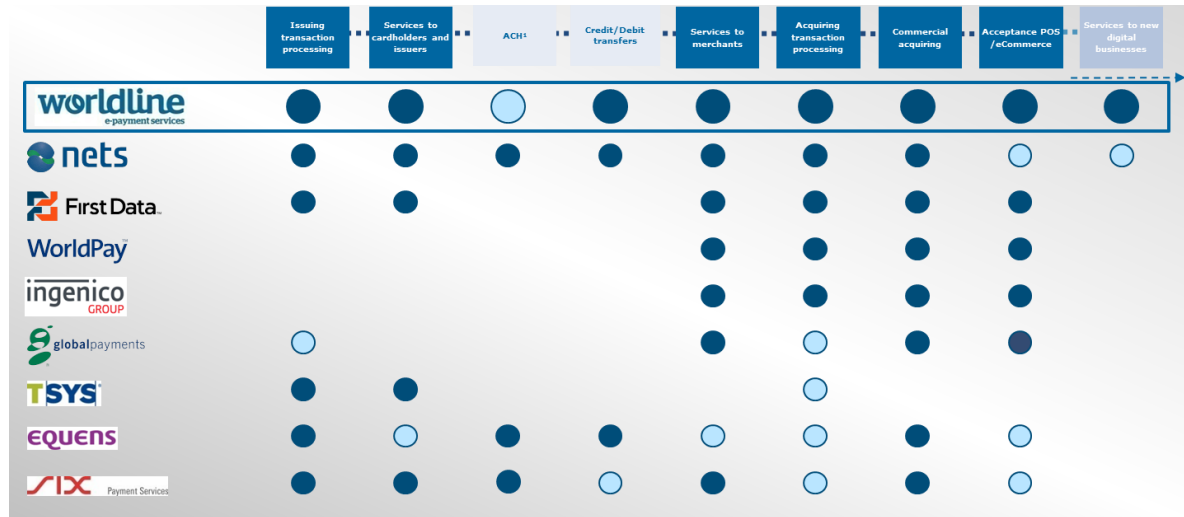 Issuing
transaction
processing
Services to
cardholders and
issuers
ACH¹
Credit/Debit
transfers
Services to
merchants
Acquiring
transaction
processing
Commercial
acquiring
Acceptance POS
/eCommerce
Services to new
digital
businesses
worldline
e-payment services
nets
First Data™
WorldPay™
ingenico
GROUP
globalpayments
TSYS®
EQUENS
SIX Payment Services